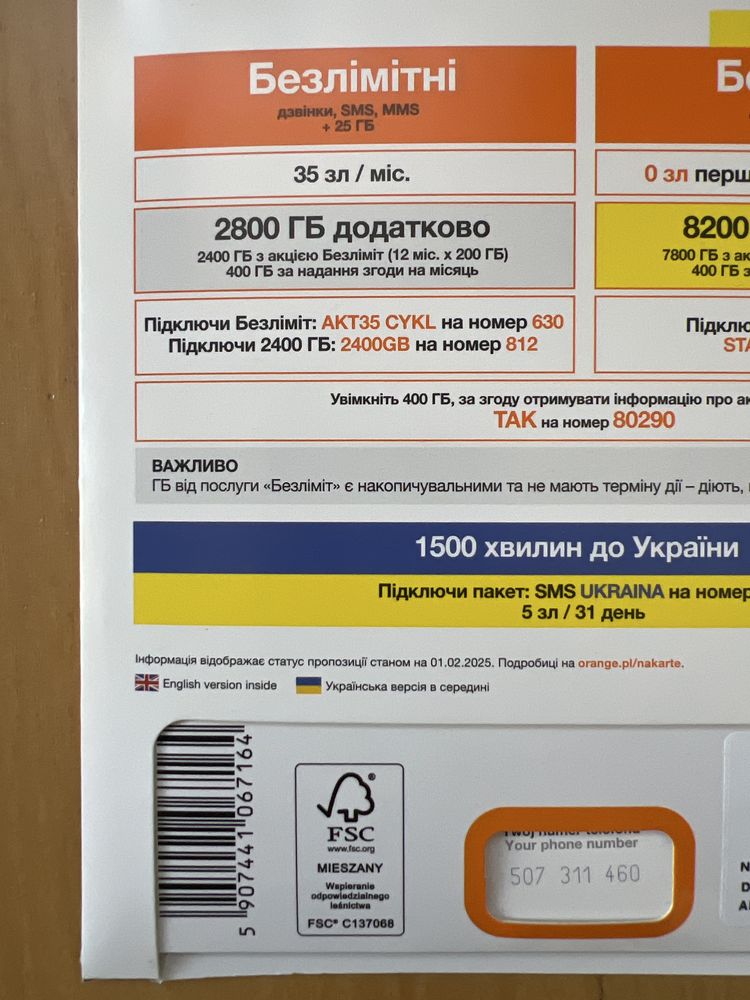 Безлімітні
дзвінки, SMS, MMS
+ 25 ГБ
35 зл / міс.
0 зл
2800 ГБ додатково
2400 ГБ з акцією Безліміт (12 міс. x 200 ГБ)
400 ГБ за надання згоди на місяць
8200
7800 ГБ з
400 ГБ
Підключи Безліміт: AKT35 CYKL на номер 630
Підключи 2400 ГБ: 2400GB на номер 812
Увімкніть 400 ГБ, за згоду отримувати інформацію про
ТАК на номер 80290
ВАЖЛИВО
ГБ від послуги «Безліміт» є накопичувальними та не мають терміну дії – діють,
1500 хвилин до України
Підключи пакет: SMS UKRAINA на номер
5 зл / 31 день
Інформація відображає статус пропозиції станом на 01.02.2025. Подробиці на orange.pl/nakarte.
English version inside Українська версія в середині
5 907441 067164
FSC
www.fsc.org
MIESZANY
Wspieranie
odpowiedzialnego
leśnictwa
FSC® C137068
Twój numer telefonu
Your phone number
507 311 460